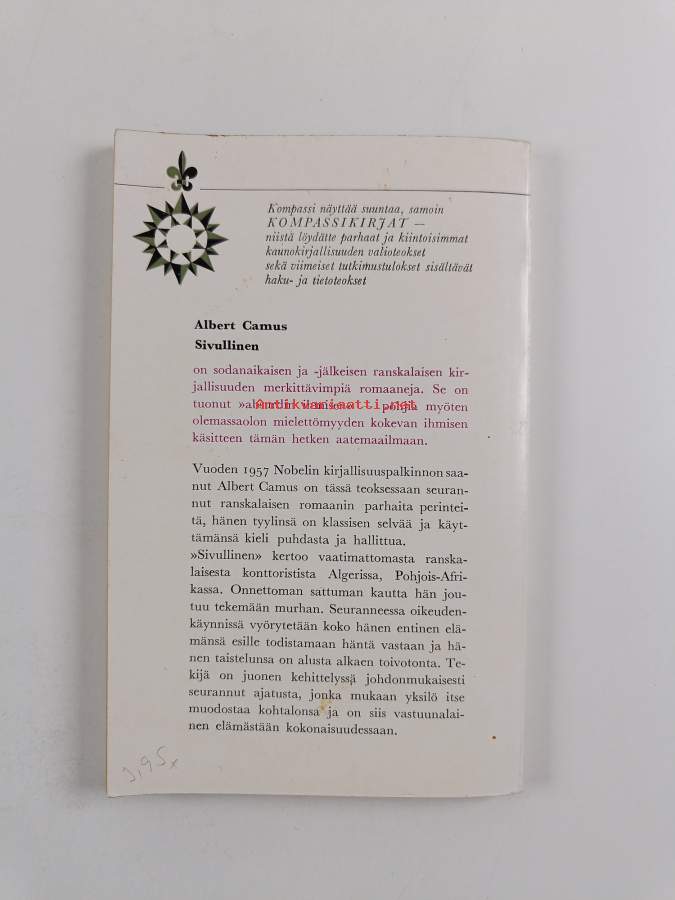 Kompassi näyttää suuntaa, samoin
KOMPASSIKIRJAT —
niistä löydätte parhaat ja kiintoisimmat
kaunokirjallisuuden valioteokset
sekä viimeiset tutkimustulokset sisältävät
haku- ja tietoteokset
Albert Camus
Sivullinen
on sodanaikaisen ja -jälkeisen ranskalaisen kir-
jallisuuden merkittävimpiä romaaneja. Se on
tuonut pohjia myöten
Antikvariaatti.net
olemassaolon mielettömyyden kokevan ihmisen
käsitteen tämän hetken aatemaailmaan.
Vuoden 1957 Nobelin kirjallisuuspalkinnon saa-
nut Albert Camus on tässä teoksessaan seuran-
nut ranskalaisen romaanin parhaita perintei-
tä, hänen tyylinsä on klassisen selvää ja käyt-
tämänsä kieli puhdasta ja hallittua.
»Sivullinen» kertoo vaatimattomasta ranska-
laisesta konttoristista Algerissa, Pohjois-Afri-
kassa. Onnettoman sattuman kautta hän jou-
tuu tekemään murhan. Seuranneessa oikeuden-
käynnissä vyörytetään koko hänen entinen elä-
mänsä esille todistamaan häntä vastaan ja hä-
nen taistelunsa on alusta alkaen toivotonta. Te-
kijä on juonen kehittelyssä johdonmukaisesti
seurannut ajatusta, jonka mukaan yksilö itse
muodostaa kohtalonsa ja on siis vastuunalai-
nen elämästään kokonaisuudessaan.